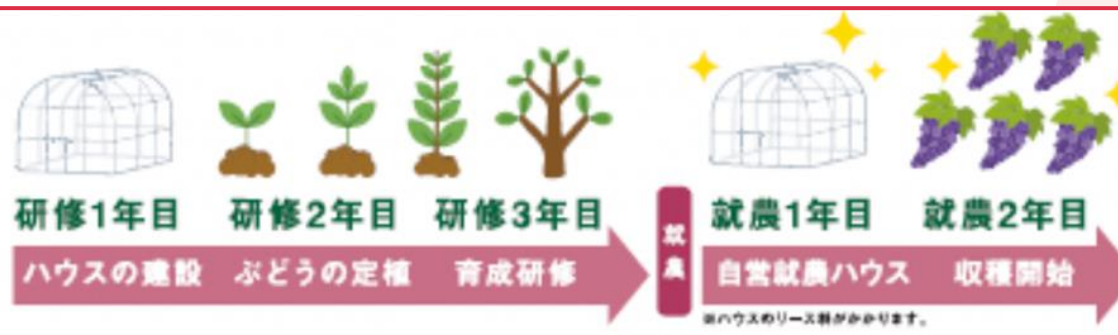 研修1年目 研修2年目 研修3年目 就農1年目 就農2年目
ハウスの建設 ぶどうの定植 育成研修 就農 自営就農ハウス 収穫開始
※ハウスのリース料がかかります。